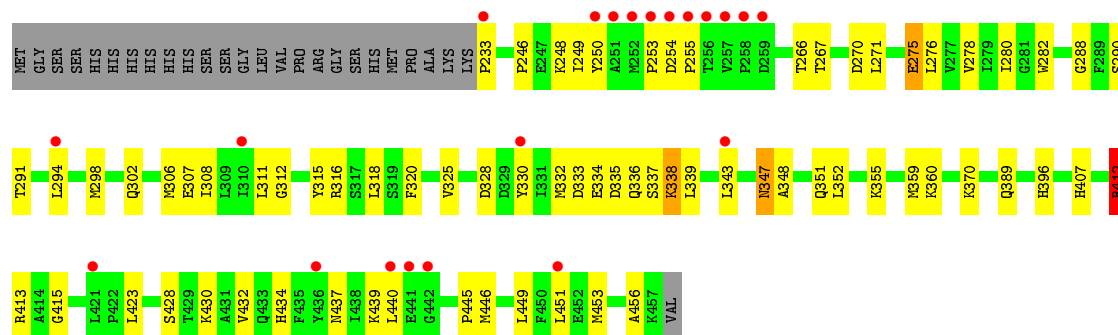 MET GLY SER SER HIS HIS HIS HIS HIS HIS SER SER GLY LEU VAL PRO ARG GLY SER HIS MET PRO ALA LYS LYS P233 P246 E247 K248 I249 Y250 A251 M252 P253 D254 P255 T256 V257 P258 D259 T266 T267 D270 L271 E275 L276 V277 V278 I279 I280 G281 W282 G288 F289 S290
T291 L294 M298 Q302 M306 E307 I308 L309 I310 L311 G312 Y315 R316 S317 L318 S319 F320 V325 D328 D329 Y330 I331 M332 D333 E334 D335 Q336 S337 K338 L339 L343 N347 A348 Q351 L352 K355 M359 K360 K370 Q389 H396 H407 R412
R413 A414 G415 L421 P422 L423 S428 T429 K430 A431 V432 Q433 H434 F435 Y436 N437 I438 K439 L440 E441 G442 P445 M446 L449 F450 L451 E452 M453 A456 K457 VAL